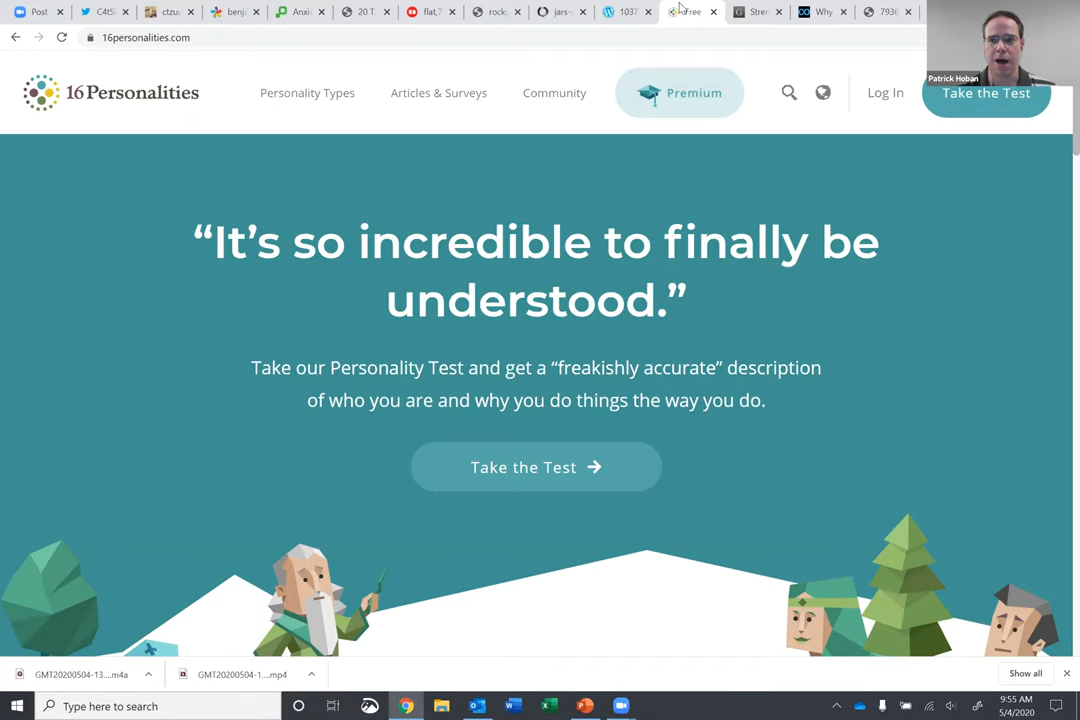 Post
C4tS
ctzu
benj
Anxi
20 T
flat,
rock
jars-
1037
Free
Stre
Why
7936
16personalities.com
Patrick Hoban
16Personalities
Personality Types
Articles & Surveys
Community
Premium
Log In
Take the Test
“It’s so incredible to finally be
understood.”
Take our Personality Test and get a “freakishly accurate” description
of who you are and why you do things the way you do.
Take the Test
GMT20200504-13....m4a
GMT20200504-1....mp4
Show all
Type here to search
9:55 AM
5/4/2020